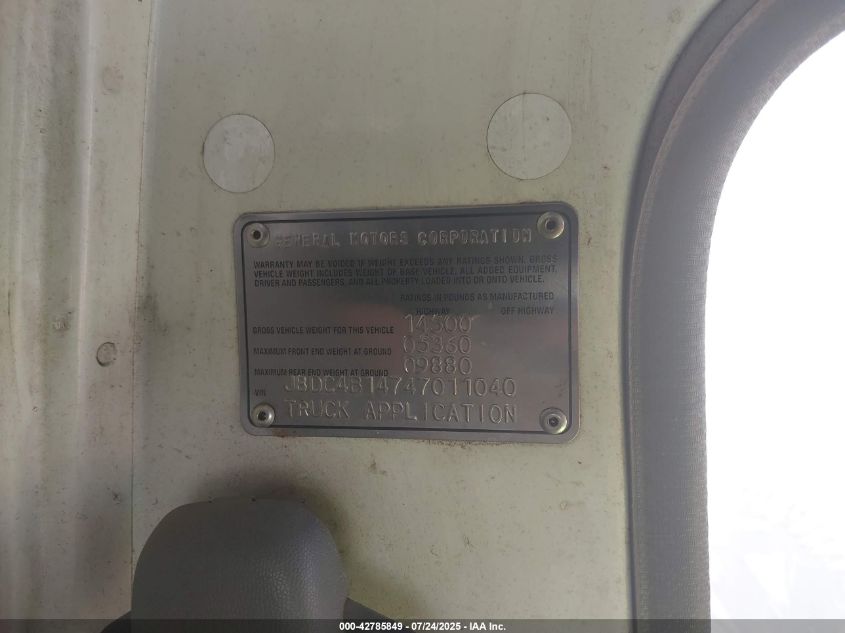 GENERAL MOTORS CORPORATION
WARRANTY MAY BE VOIDED IF WEIGHT EXCEEDS ANY RATINGS SHOWN. GROSS
VEHICLE WEIGHT INCLUDES WEIGHT OF BASE VEHICLE, ALL ADDED EQUIPMENT,
DRIVER AND PASSENGERS, AND ALL PROPERTY LOADED INTO OR ONTO VEHICLE.
RATINGS IN POUNDS AS MANUFACTURED
HIGHWAY OFF HIGHWAY
GROSS VEHICLE WEIGHT FOR THIS VEHICLE 14500
MAXIMUM FRONT END WEIGHT AT GROUND 05360
MAXIMUM REAR END WEIGHT AT GROUND 09880
VIN J8DC4B14747011040
TRUCK APPLICATION
000-42785849 - 07/24/2025 - IAA Inc.